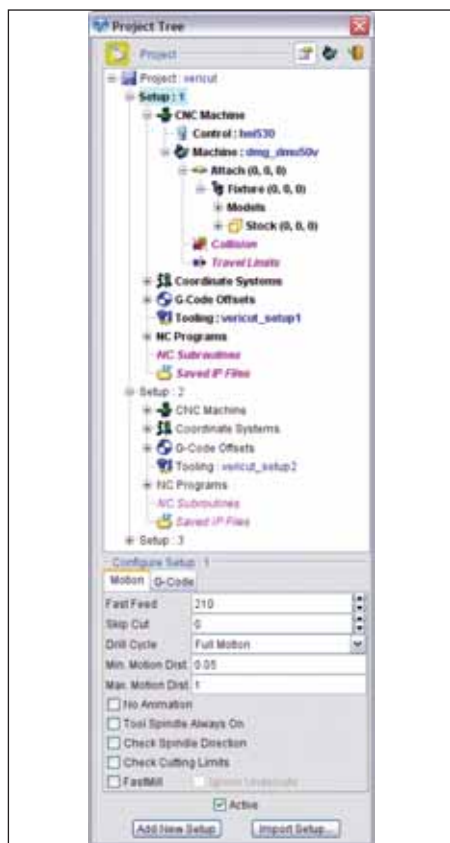 Project Tree
Project
Project : vericut
Setup : 1
CNC Machine
Control : hei530
Machine : dmg_dmu50v
Attach (0, 0, 0)
Fixture (0, 0, 0)
Models
Stock (0, 0, 0)
Collision
Travel Limits
Coordinate Systems
G-Code Offsets
Tooling : vericut_setup1
NC Programs
NC Subroutines
Saved IP Files
Setup : 2
CNC Machine
Coordinate Systems
G-Code Offsets
Tooling : vericut_setup2
NC Programs
NC Subroutines
Saved IP Files
Setup : 3
Configure Setup : 1
Motion G-Code
Fast Feed 210
Skip Cut 0
Drill Cycle Full Motion
Min. Motion Dist. 0.05
Max. Motion Dist. 1
No Animation
Tool Spindle Always On
Check Spindle Direction
Check Cutting Limits
FastMill Ignore Undercuts
Active
Add New Setup Import Setup...